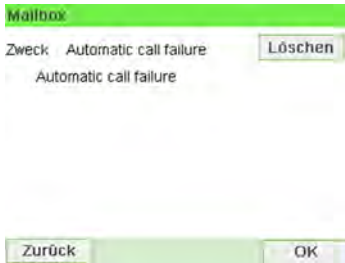 Mailbox
Zweck Automatic call failure Löschen
Automatic call failure
Zurück OK